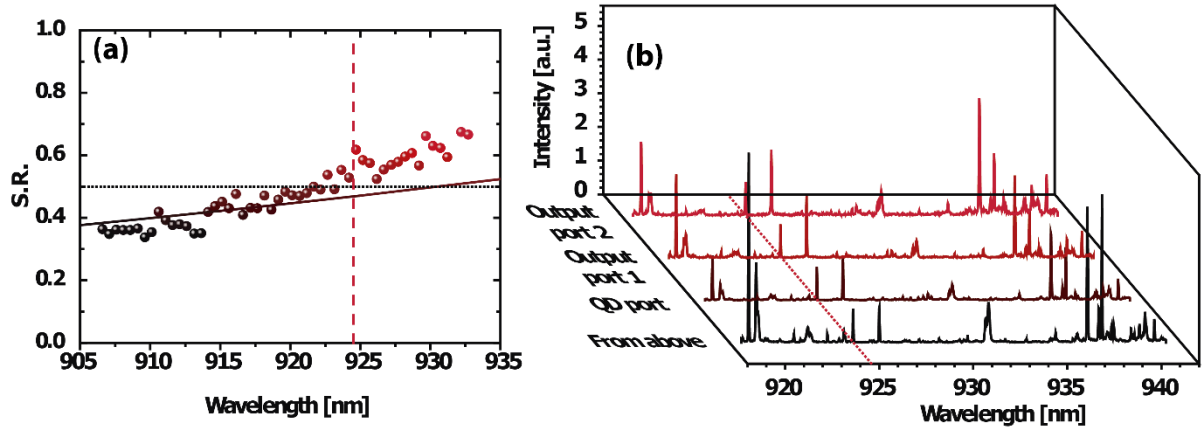 (a)
S.R.
1.0
0.8
0.6
0.4
0.2
0.0
905 910 915 920 925 930 935
Wavelength [nm]
(b)
Intensity [a.u.]
5
4
3
2
1
0
Output
port 2
Output
port 1
QD port
From above
920 925 930 935 940
Wavelength [nm]